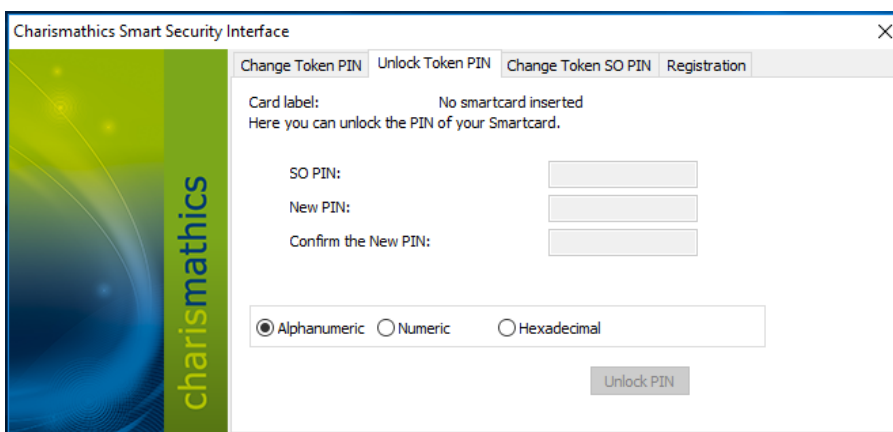 Charismathics Smart Security Interface
Change Token PIN Unlock Token PIN Change Token SO PIN Registration
Card label: No smartcard inserted
Here you can unlock the PIN of your Smartcard.
charismathics
SO PIN:
New PIN:
Confirm the New PIN:
Alphanumeric Numeric Hexadecimal
Unlock PIN